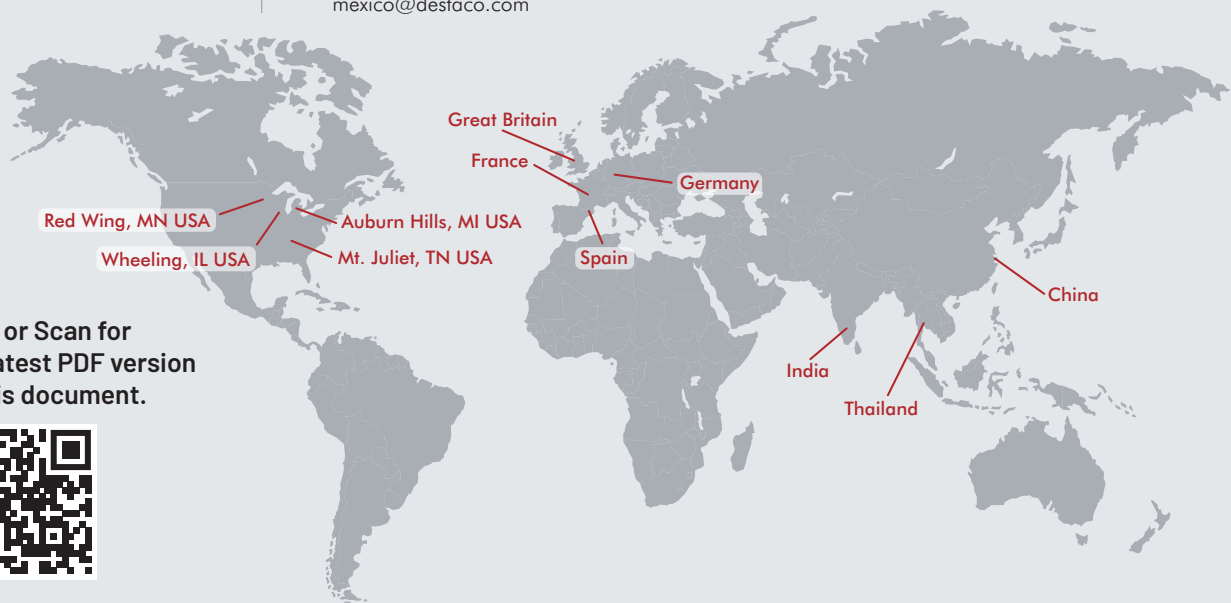 mexico@destaco.com
Great Britain
France
Germany
Red Wing, MN USA
Auburn Hills, MI USA
Wheeling, IL USA
Mt. Juliet, TN USA
Spain
China
India
Thailand
or Scan for
atest PDF version
is document.